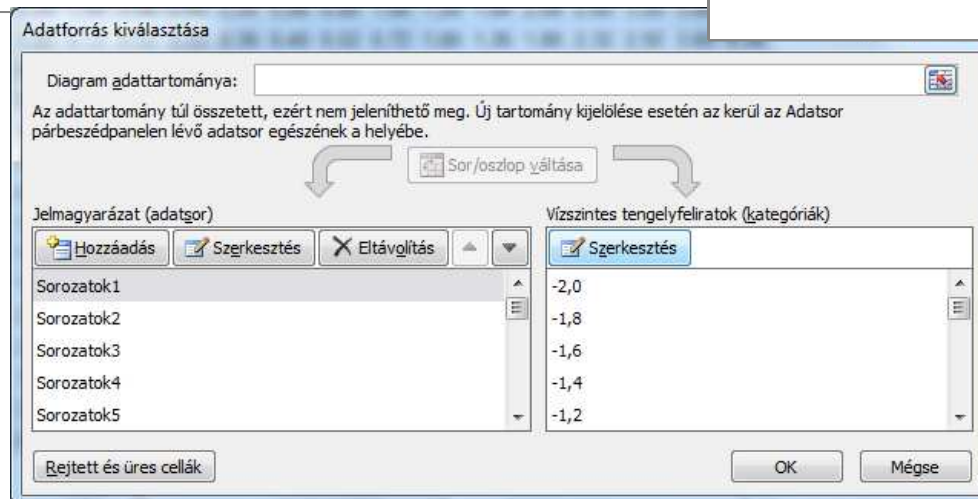 Adatforrás kiválasztása
Diagram adattartománya:
Az adattartomány túl összetett, ezért nem jeleníthető meg. Új tartomány kijelölése esetén az kerül az Adatsor
párbeszédpanelen lévő adatsor egészének a helyébe.
Sor/oszlop váltása
Jelmagyarázat (adatsor)
Hozzáadás Szerkesztés Eltávolítás
Sorozatok1
Sorozatok2
Sorozatok3
Sorozatok4
Sorozatok5
Vízszintes tengelyfeliratok (kategóriák)
Szerkesztés
-2,0
-1,8
-1,6
-1,4
-1,2
Rejtett és üres cellák
OK Mégse